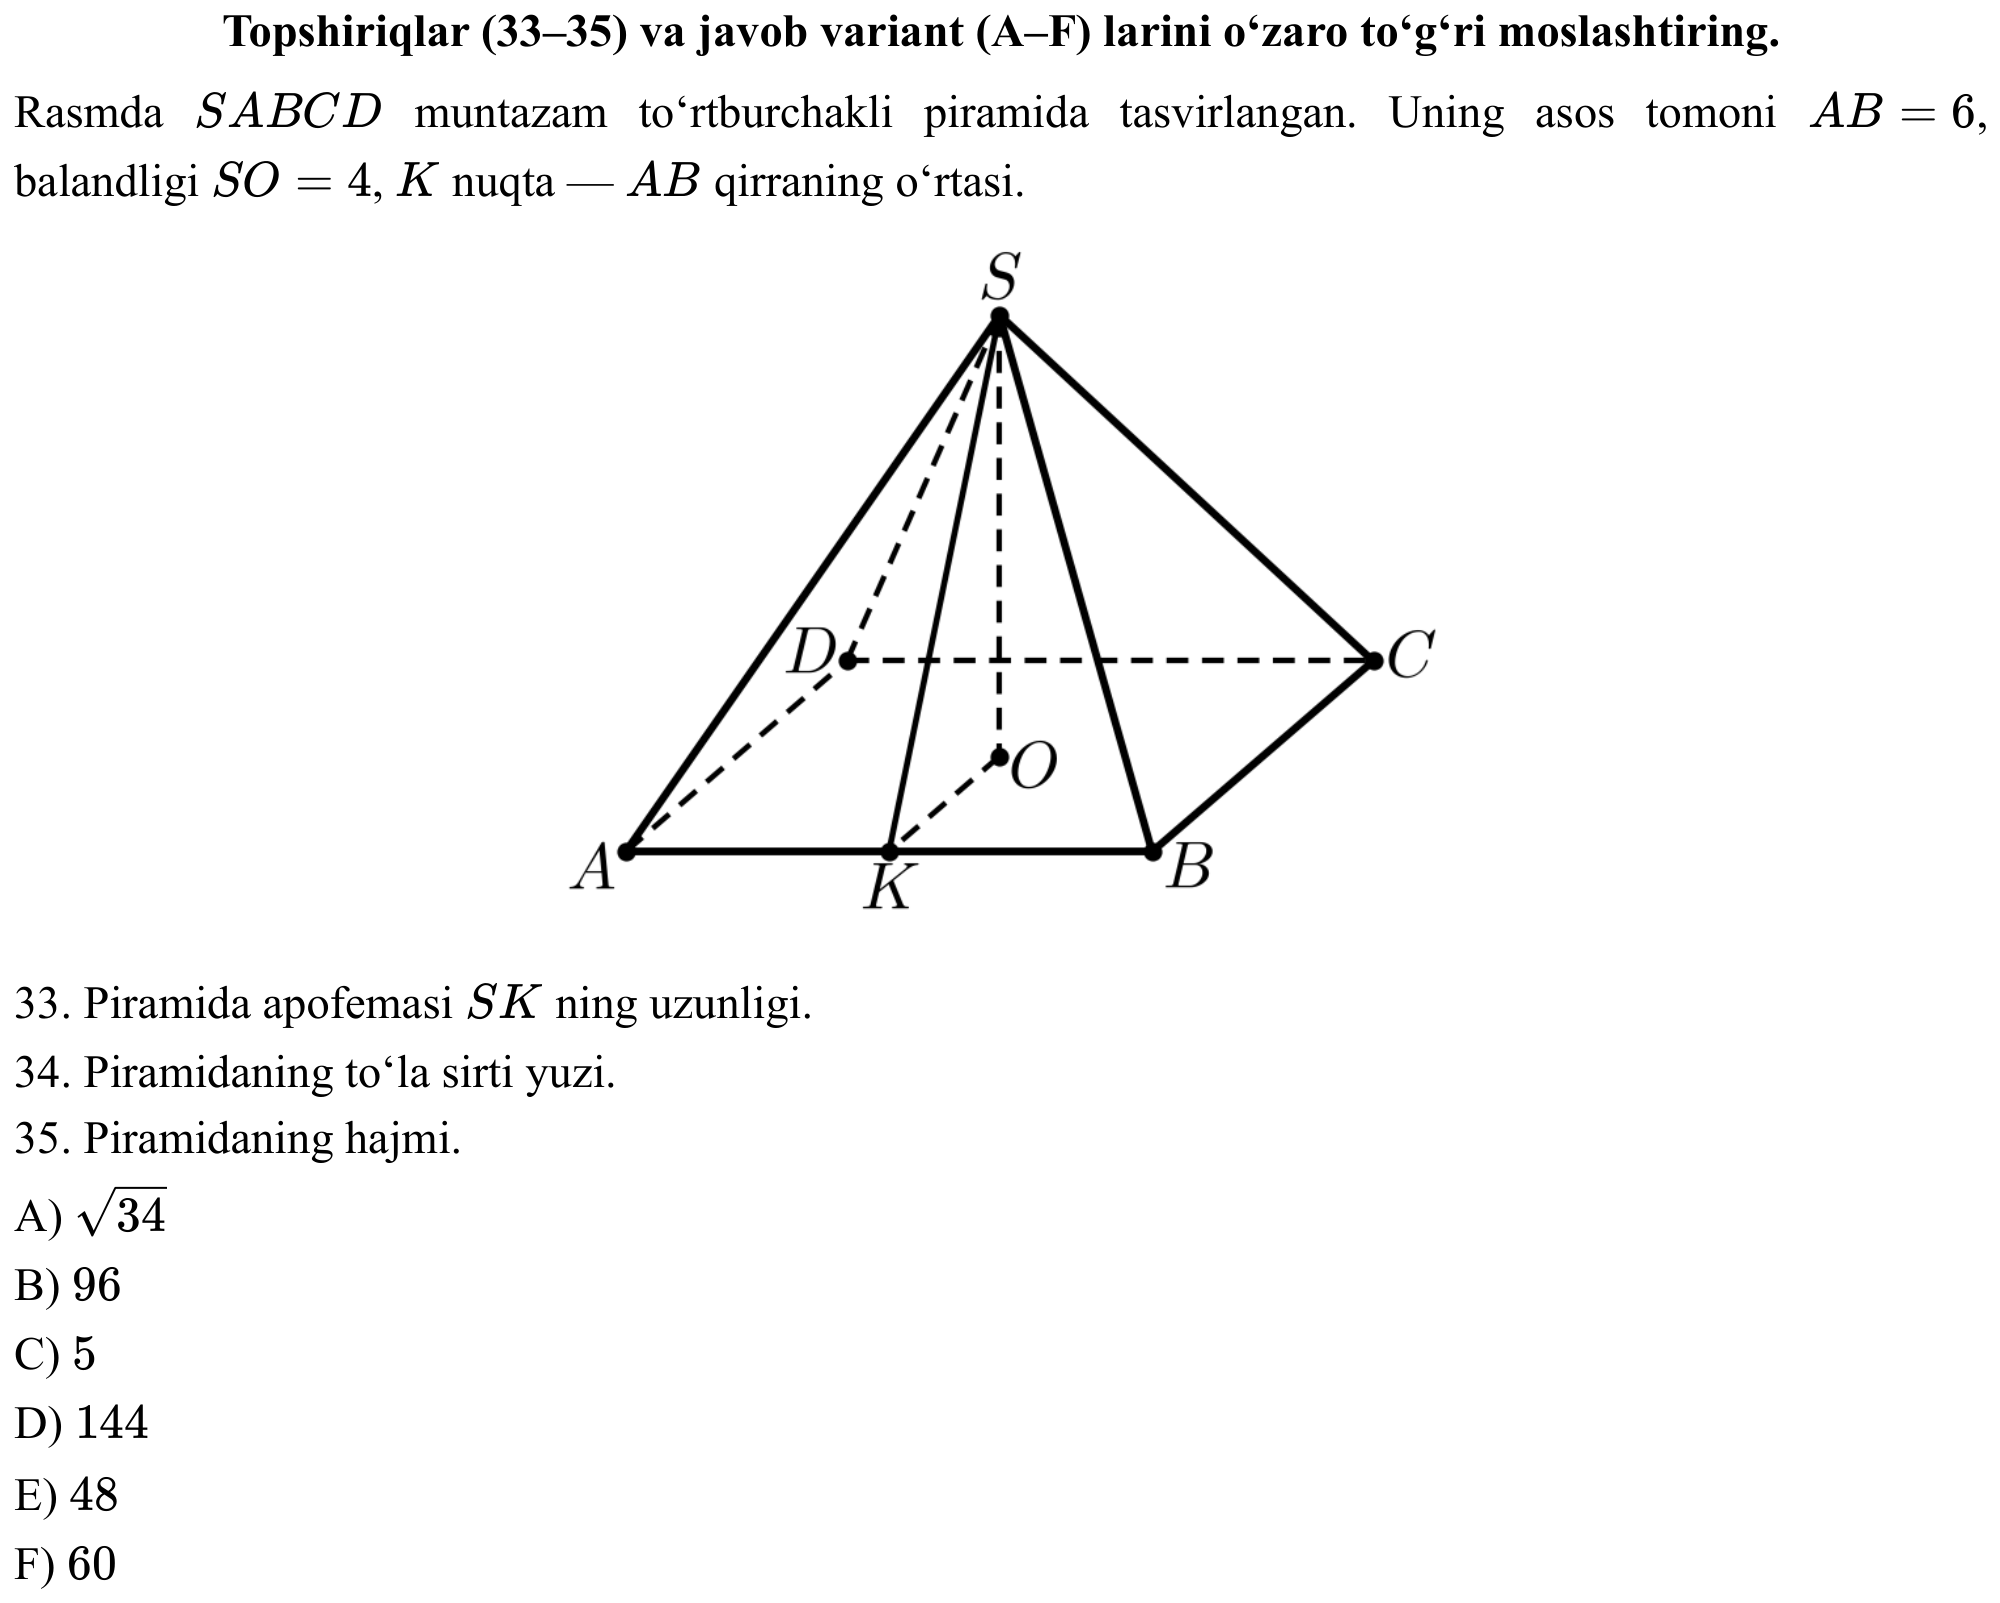 Topshiriqlar (33–35) va javob variant (A–F) larini o‘zaro to‘g‘ri moslashtiring.
Rasmda SABCD muntazam to‘rtburchakli piramida tasvirlangan. Uning asos tomoni AB = 6,
balandligi SO = 4, K nuqta — AB qirraning o‘rtasi.
S
D
C
O
A
K
B
33. Piramida apofemasi SK ning uzunligi.
34. Piramidaning to‘la sirti yuzi.
35. Piramidaning hajmi.
A) √34
B) 96
C) 5
D) 144
E) 48
F) 60